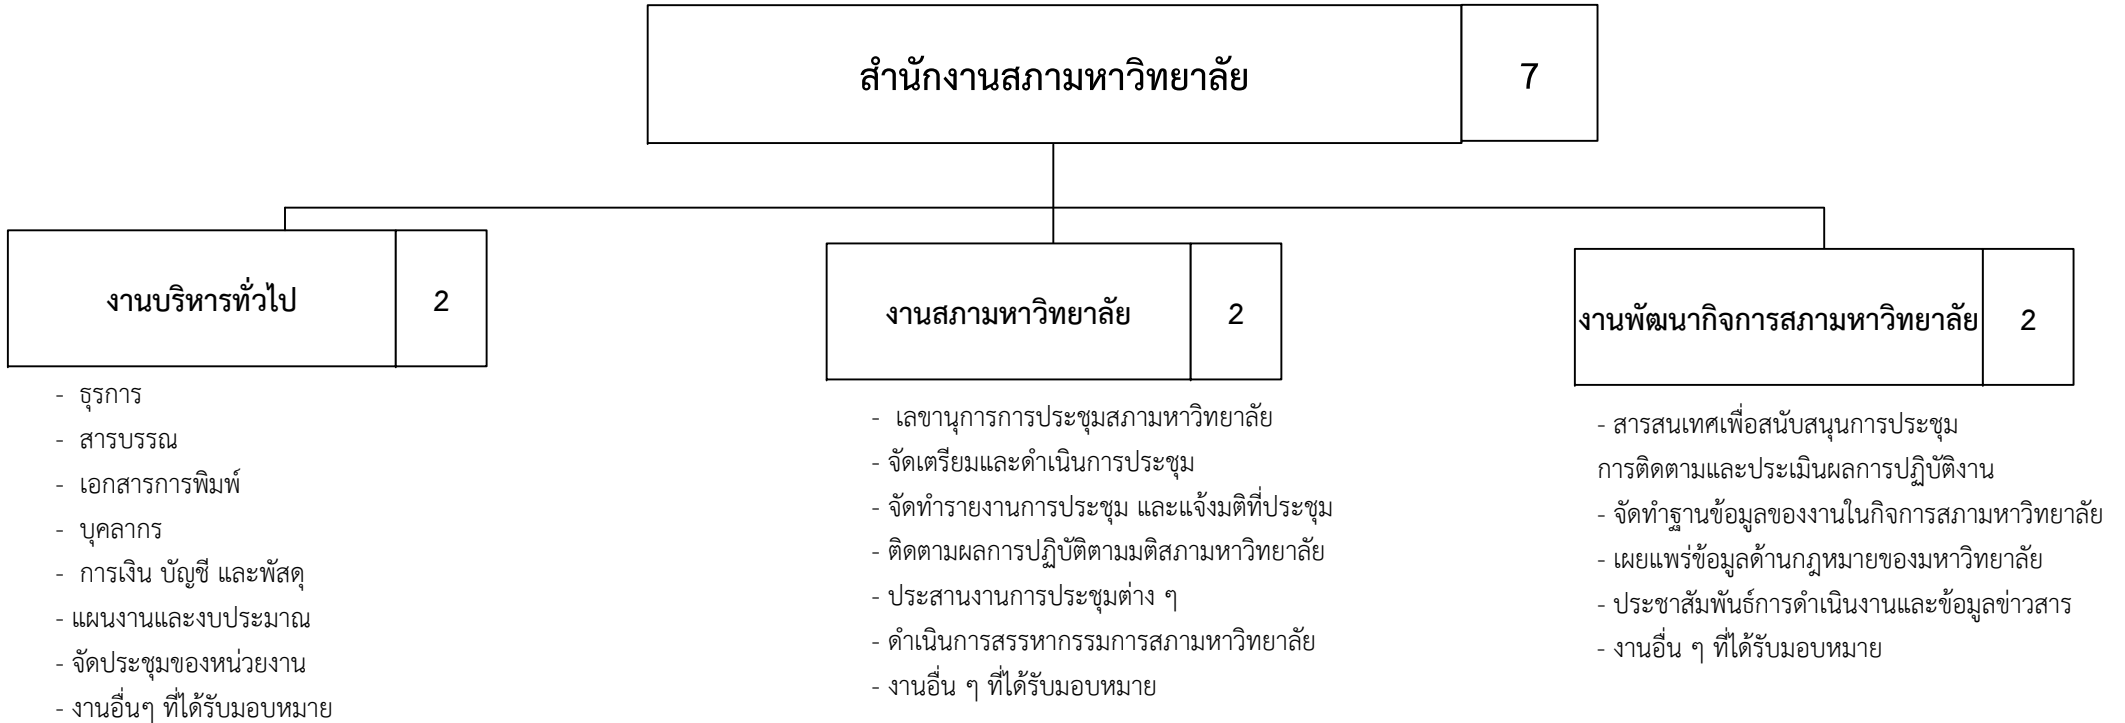 สำนักงานสภามหาวิทยาลัย 7
งานบริหารทั่วไป 2
- ธุรการ
- สารบรรณ
- เอกสารการพิมพ์
- บุคลากร
- การเงิน บัญชี และพัสดุ
- แผนงานและงบประมาณ
- จัดประชุมของหน่วยงาน
- งานอื่นๆ ที่ได้รับมอบหมาย
งานสภามหาวิทยาลัย 2
- เลขานุการการประชุมสภามหาวิทยาลัย
- จัดเตรียมและดำเนินการประชุม
- จัดทำรายงานการประชุม และแจ้งมติที่ประชุม
- ติดตามผลการปฏิบัติตามมติสภามหาวิทยาลัย
- ประสานงานการประชุมต่าง ๆ
- ดำเนินการสรรหากรรมการสภามหาวิทยาลัย
- งานอื่น ๆ ที่ได้รับมอบหมาย
งานพัฒนากิจการสภามหาวิทยาลัย 2
- สารสนเทศเพื่อสนับสนุนการประชุม
การติดตามและประเมินผลการปฏิบัติงาน
- จัดทำฐานข้อมูลของงานในกิจการสภามหาวิทยาลัย
- เผยแพร่ข้อมูลด้านกฎหมายของมหาวิทยาลัย
- ประชาสัมพันธ์การดำเนินงานและข้อมูลข่าวสาร
- งานอื่น ๆ ที่ได้รับมอบหมาย